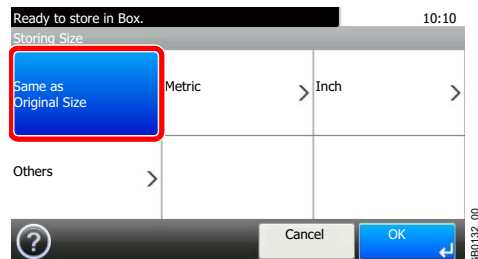 Ready to store in Box. 10:10
Storing Size
Same as
Original Size
Metric
Inch
Others
?
Cancel
OK
GB0132_00